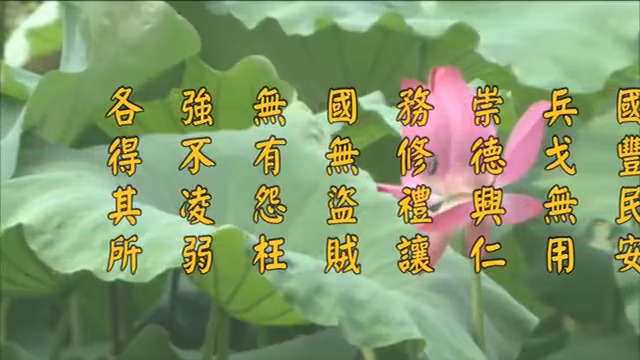 國豐民安
兵戈無用
崇德興仁
務修禮讓
國無盜賊
無有怨枉
強不凌弱
各得其所